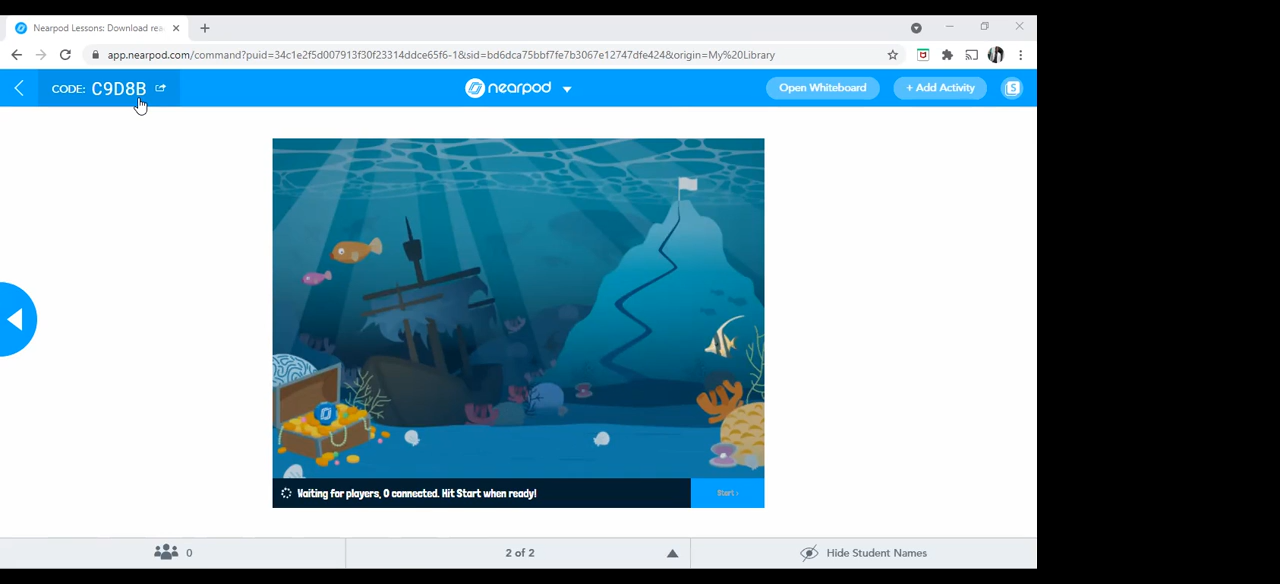 Nearpod Lessons: Download rea
app.nearpod.com/command?puid=34c1e2f5d007913f30f23314ddce65f6-1&sid=bd6dca75bbf7fe7b3067e12747dfe424&origin=My%20Library
CODE: C9D8B
nearpod
Open Whiteboard
+ Add Activity
S
Waiting for players, 0 connected. Hit Start when ready!
Start ›
0
2 of 2
Hide Student Names